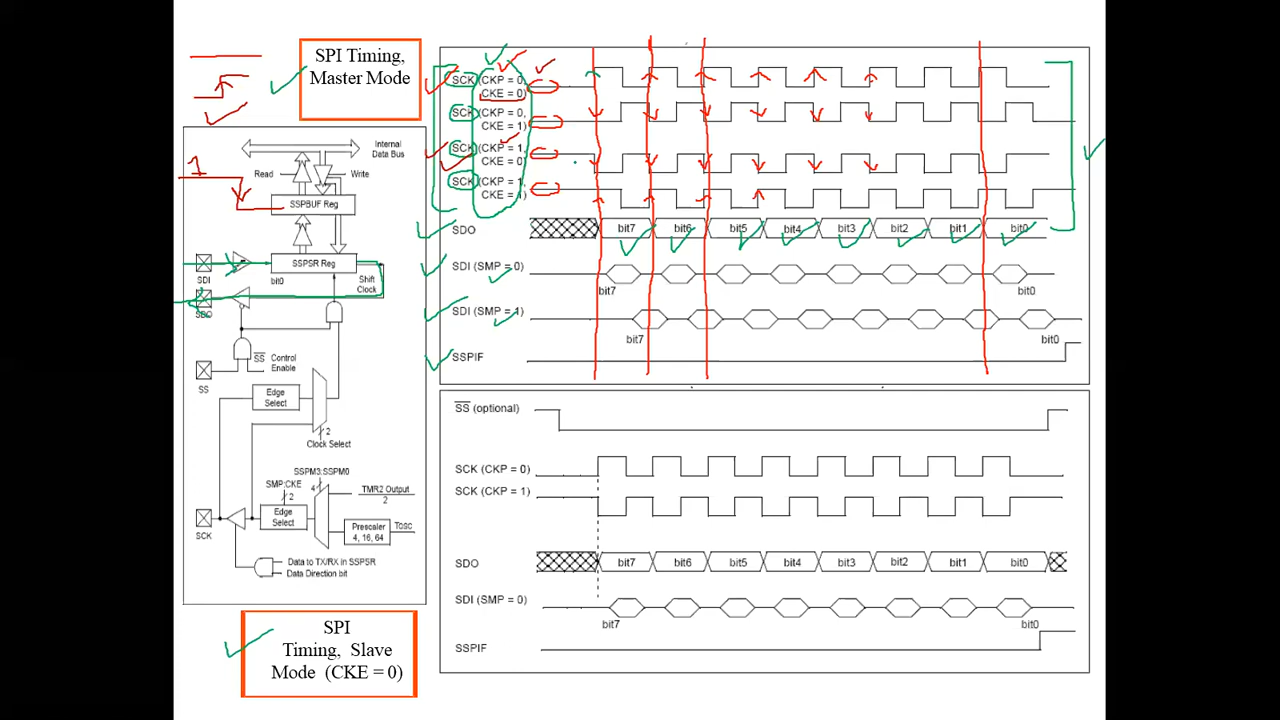 SPI Timing,
Master Mode
1
Internal
Data Bus
Read
Write
SSPBUF Reg
SSPSR Reg
SDI
bit0
Shift
Clock
SDO
SS
Control
Enable
SS
Edge
Select
2
Clock Select
SSPM3:SSPM0
SMP:CKE
4
TMR2 Output
2
2
Edge
Select
Prescaler
4, 16, 64
TOSC
SCK
Data to TX/RX in SSPSR
Data Direction bit
SPI
Timing, Slave
Mode (CKE = 0)
SCK (CKP = 0,
CKE = 0)
SCK (CKP = 0,
CKE = 1)
SCK (CKP = 1,
CKE = 0)
SCK (CKP = 1,
CKE = 1)
SDO
bit7 bit6 bit5 bit4 bit3 bit2 bit1 bit0
SDI (SMP = 0)
bit7 bit0
SDI (SMP = 1)
bit7 bit0
SSPIF
SS (optional)
SCK (CKP = 0)
SCK (CKP = 1)
SDO
bit7 bit6 bit5 bit4 bit3 bit2 bit1 bit0
SDI (SMP = 0)
bit7 bit0
SSPIF